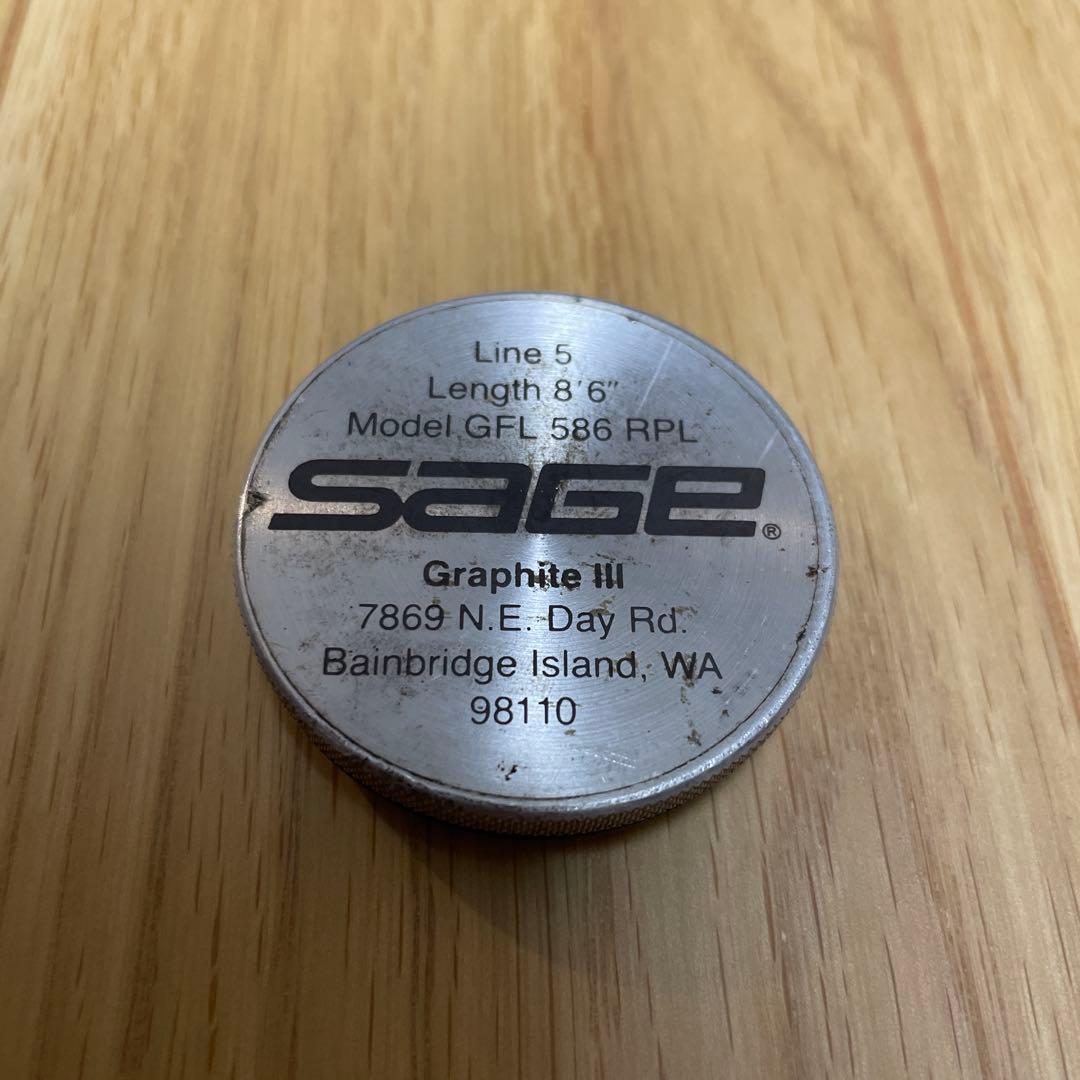 Line 5
Length 8'6"
Model GFL 586 RPL
SAGE®
Graphite III
7869 N.E. Day Rd.
Bainbridge Island, WA
98110